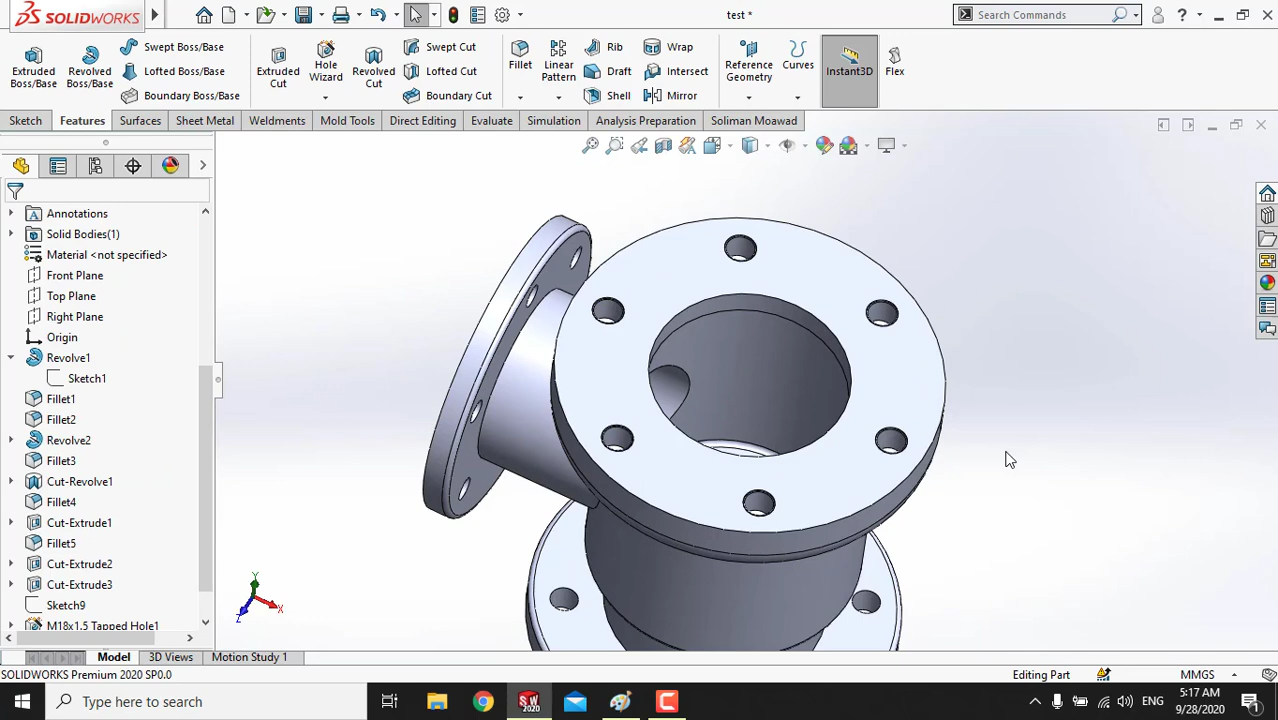 SOLIDWORKS
test *
Search Commands
?
Extruded Boss/Base
Revolved Boss/Base
Swept Boss/Base
Lofted Boss/Base
Boundary Boss/Base
Extruded Cut
Hole Wizard
Revolved Cut
Swept Cut
Lofted Cut
Boundary Cut
Fillet
Linear Pattern
Rib
Draft
Shell
Wrap
Intersect
Mirror
Reference Geometry
Curves
Instant3D
Flex
Sketch
Features
Surfaces
Sheet Metal
Weldments
Mold Tools
Direct Editing
Evaluate
Simulation
Analysis Preparation
Soliman Moawad
Annotations
Solid Bodies(1)
Material <not specified>
Front Plane
Top Plane
Right Plane
Origin
Revolve1
Sketch1
Fillet1
Fillet2
Revolve2
Fillet3
Cut-Revolve1
Fillet4
Cut-Extrude1
Fillet5
Cut-Extrude2
Cut-Extrude3
Sketch9
M18x1.5 Tapped Hole1
Y
X
Z
Model
3D Views
Motion Study 1
SOLIDWORKS Premium 2020 SP0.0
Editing Part
MMGS
Type here to search
SW 2020
ENG
5:17 AM
9/28/2020
1